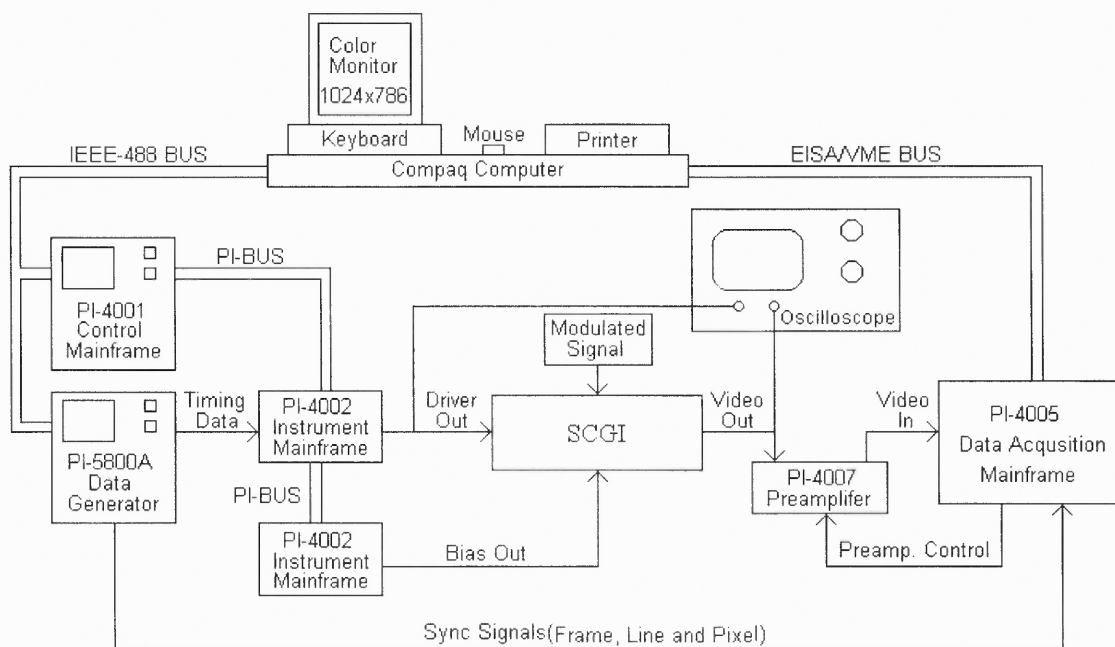 Color
Monitor
1024x786
Keyboard
Mouse
Printer
IEEE-488 BUS
EISA/VME BUS
Compaq Computer
PI-BUS
PI-4001
Control
Mainframe
Oscilloscope
Modulated
Signal
Timing
Data
PI-4002
Instrument
Mainframe
Driver
Out
SCGI
Video
Out
Video
In
PI-4005
Data Acqusition
Mainframe
PI-5800A
Data
Generator
PI-BUS
PI-4007
Preamplifer
PI-4002
Instrument
Mainframe
Bias Out
Preamp. Control
Sync Signals(Frame, Line and Pixel)